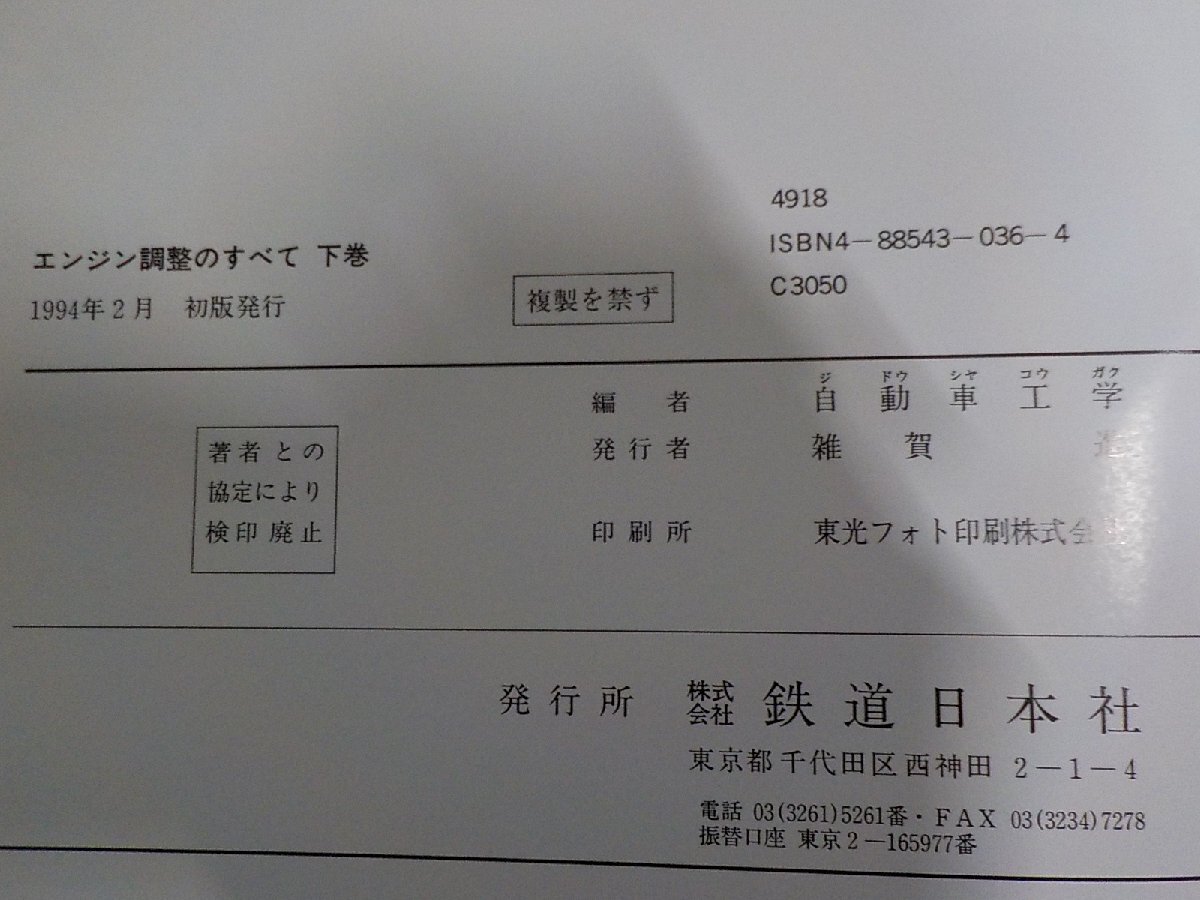 4918
ISBN4-88543-036-4
C3050
エンジン調整のすべて 下巻
1994年2月 初版発行
複製を禁ず
著者との
協定により
検印廃止
ジ ドウ シャ コウ ガク
編者 自動車工学
発行者 雑賀
印刷所 東光フォト印刷株式会
発行所 株式会社 鉄道日本社
東京都千代田区西神田 2-1-4
電話 03(3261)5261番・FAX 03(3234)7278
振替口座 東京2-165977番